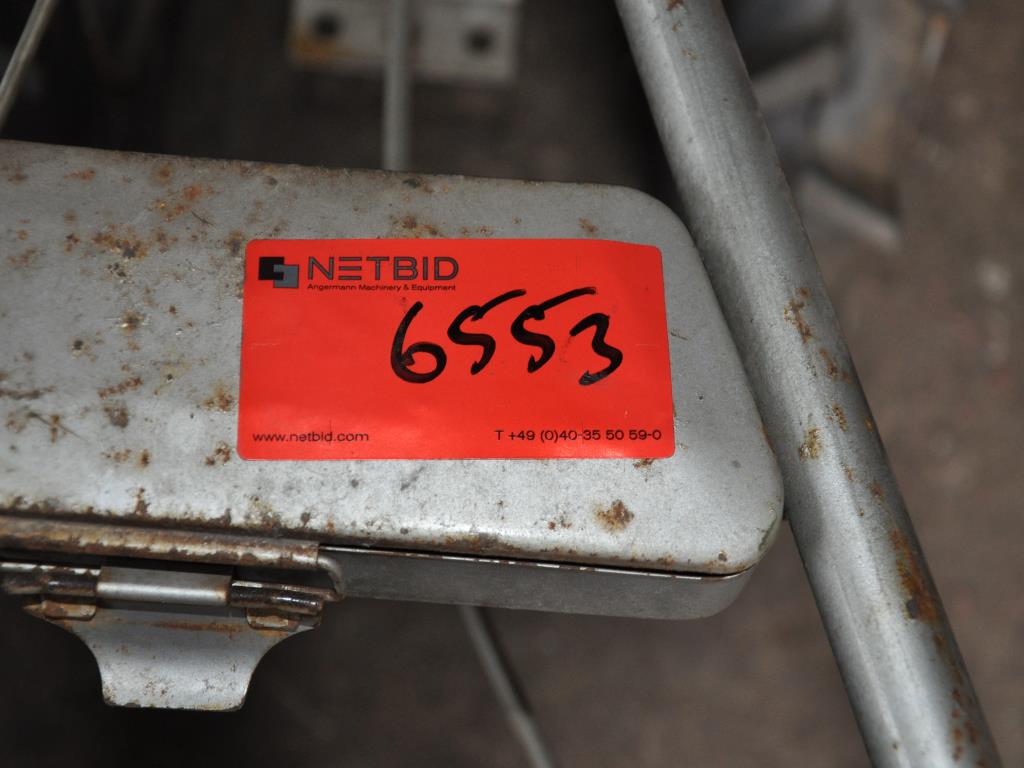 NETBID
Angermann Machinery & Equipment
6553
www.netbid.com T +49 (0)40-35 50 59-0